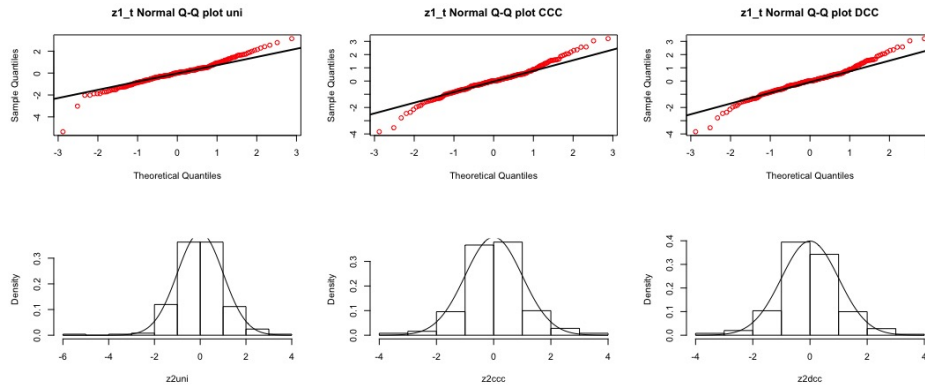 z1_t Normal Q-Q plot uni
z1_t Normal Q-Q plot CCC
z1_t Normal Q-Q plot DCC
Sample Quantiles
2
0
-2
-4
-3 -2 -1 0 1 2 3
Theoretical Quantiles
Sample Quantiles
3
2
1
0
-2
-4
-3 -2 -1 0 1 2 3
Theoretical Quantiles
Sample Quantiles
3
2
1
0
-2
-4
-3 -2 -1 0 1 2 3
Theoretical Quantiles
Density
0.3
0.2
0.1
0.0
-6 -4 -2 0 2 4
z2uni
Density
0.3
0.2
0.1
0.0
-4 -2 0 2 4
z2ccc
Density
0.4
0.3
0.2
0.1
0.0
-4 -2 0 2 4
z2dcc